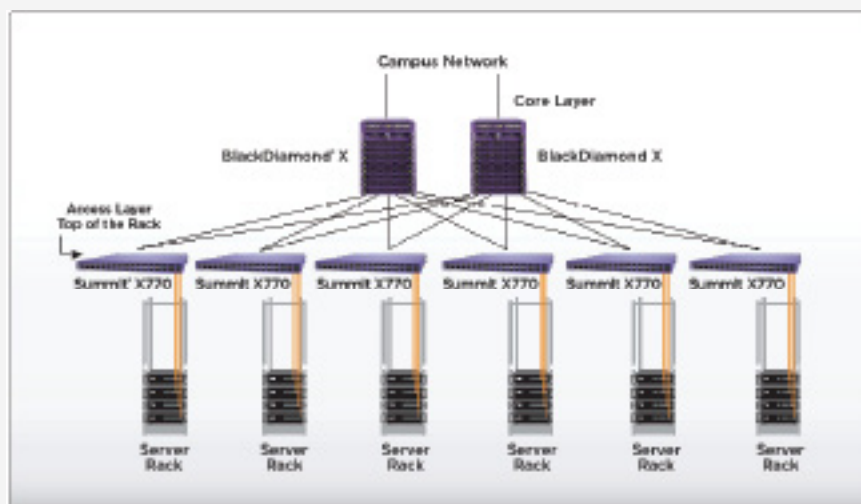 Campus Network
Core Layer
BlackDiamond® X
BlackDiamond X
Access Layer
Top of the Rack
Summit® X770
Summit X770
Summit X770
Summit X770
Summit X770
Summit X770
Server
Rack
Server
Rack
Server
Rack
Server
Rack
Server
Rack
Server
Rack